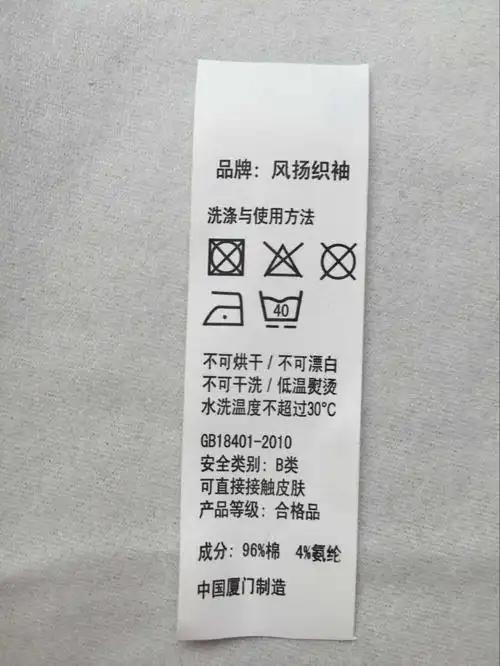 品牌：风扬织袖
洗涤与使用方法
40
不可烘干 / 不可漂白
不可干洗 / 低温熨烫
水洗温度不超过30℃
GB18401-2010
安全类别：B类
可直接接触皮肤
产品等级：合格品
成分：96%棉 4%氨纶
中国厦门制造